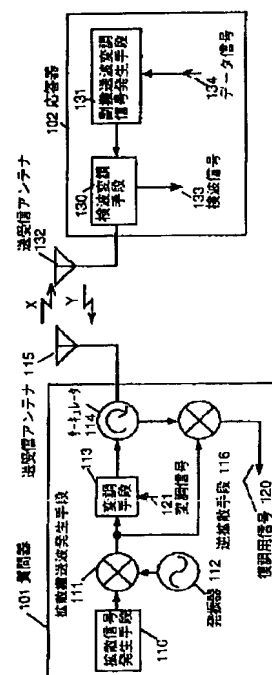 101 質問器
拡散搬送波発生手段
111
拡散信号
発生手段
110
発振器
112
変調
手段
113
121
変調信号
サーキュレータ
114
逆拡散手段
116
復調用信号
120
送受信アンテナ
115
X
Y
送受信アンテナ
132
102 応答器
130
検波変調
手段
131
副搬送波変調
信号発生手段
133
検波信号
134
データ信号